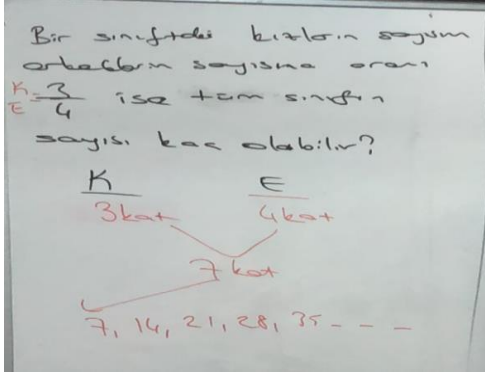 Bir sınıftaki kızların sayısının
erkeklerin sayısına oranı
K/E = 3/4 ise tüm sınıfın
sayısı kaç olabilir?
K E
3kat 4kat
7kat
7, 14, 21, 28, 35 - - -